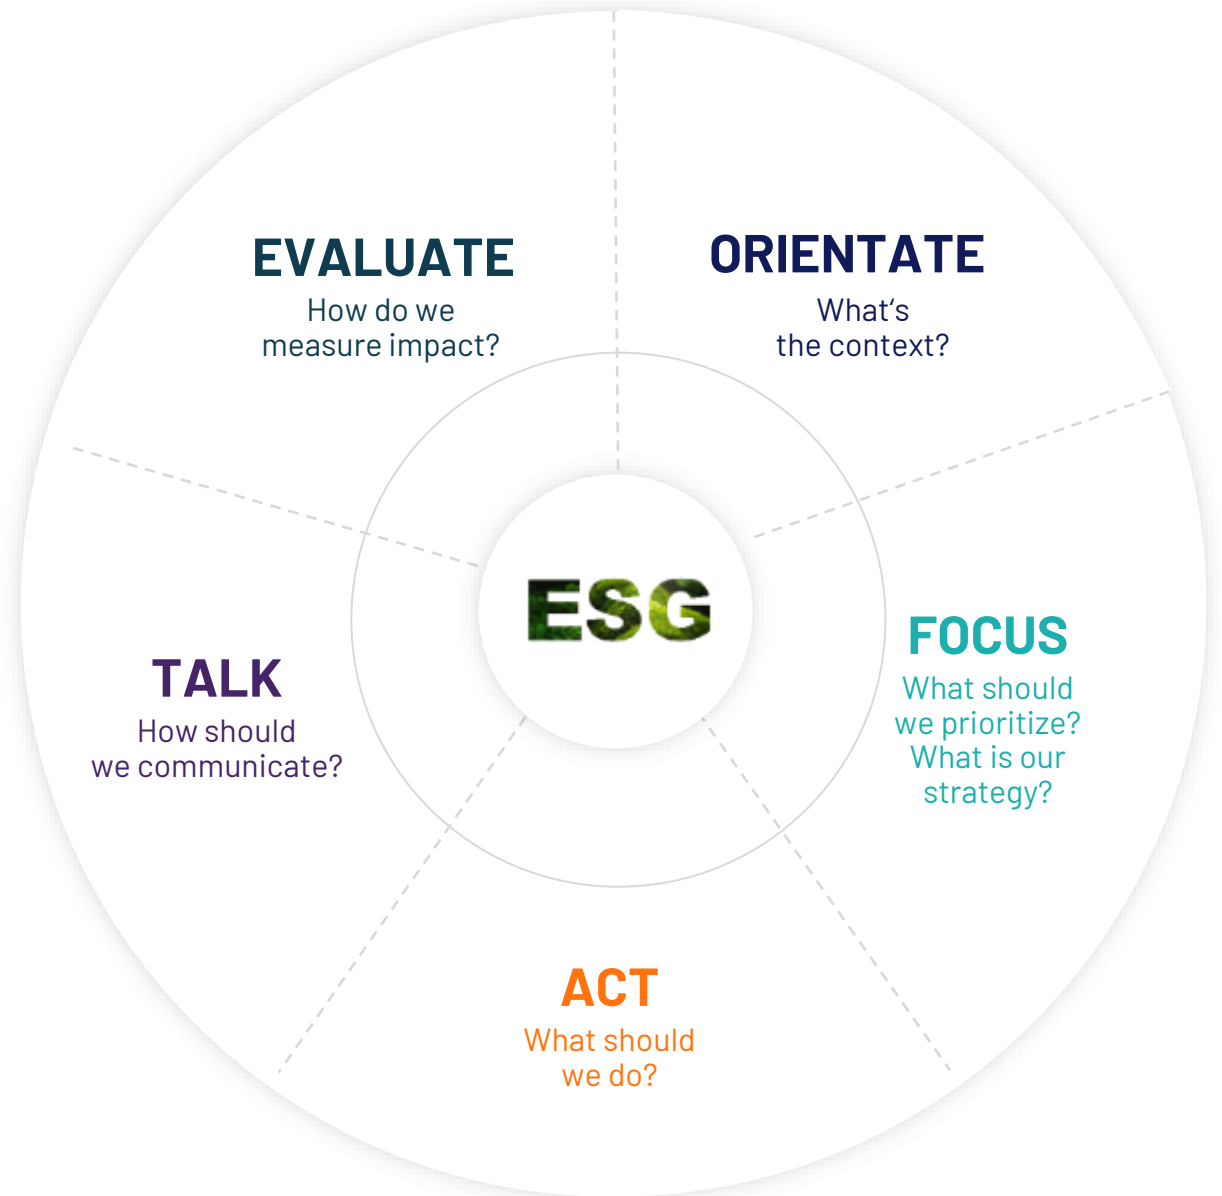 EVALUATE
How do we
measure impact?
ORIENTATE
What‘s
the context?
ESG
FOCUS
What should
we prioritize?
What is our
strategy?
TALK
How should
we communicate?
ACT
What should
we do?